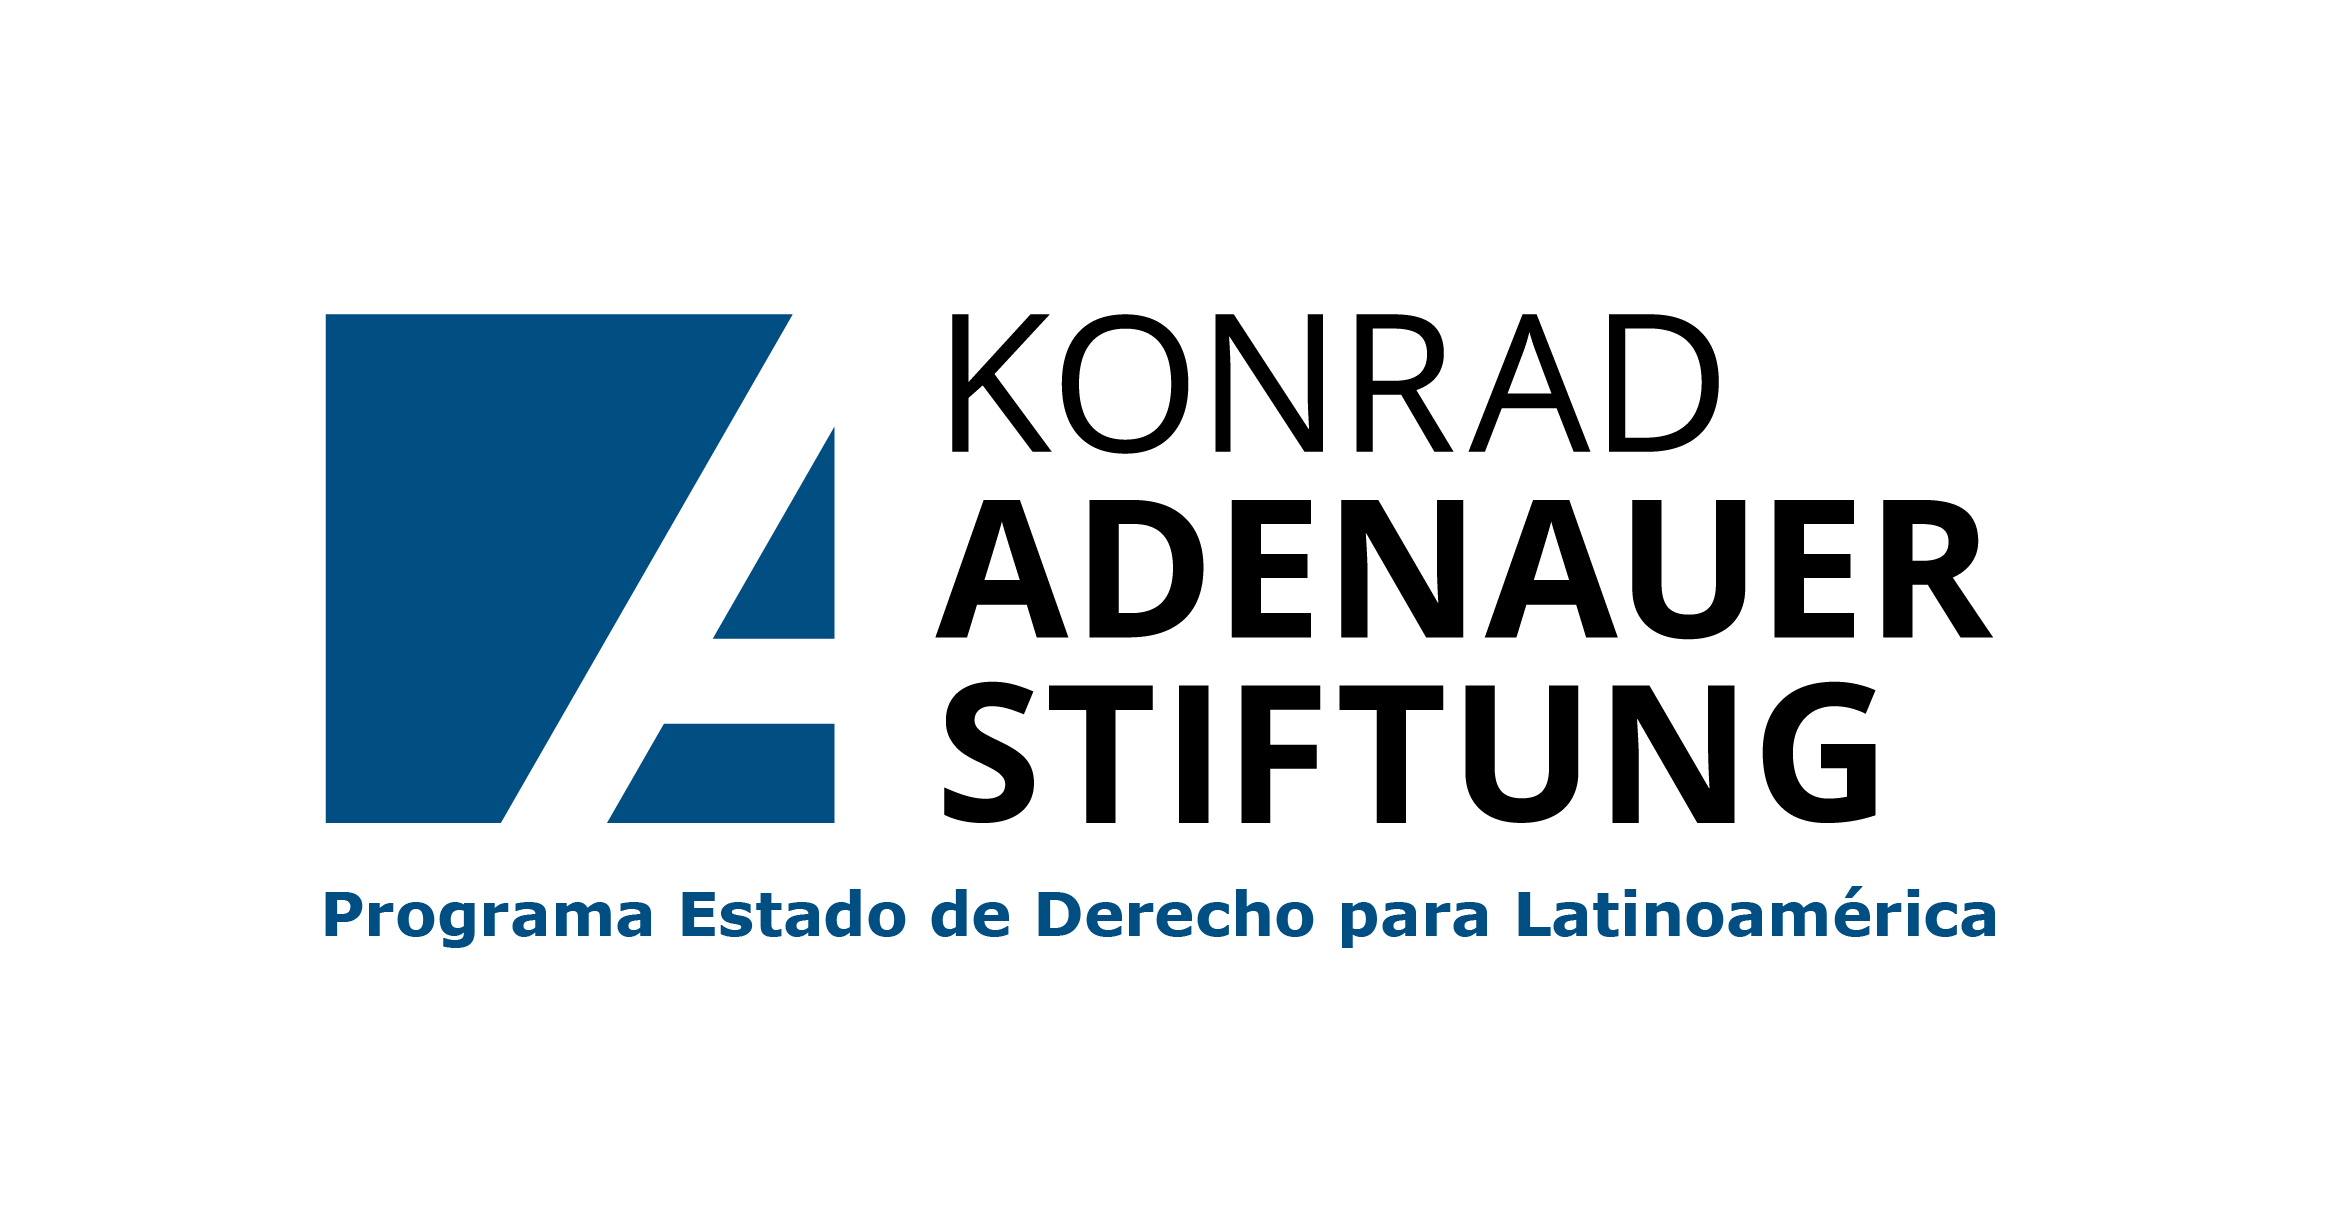 KONRAD
ADENAUER
STIFTUNG
Programa Estado de Derecho para Latinoamérica